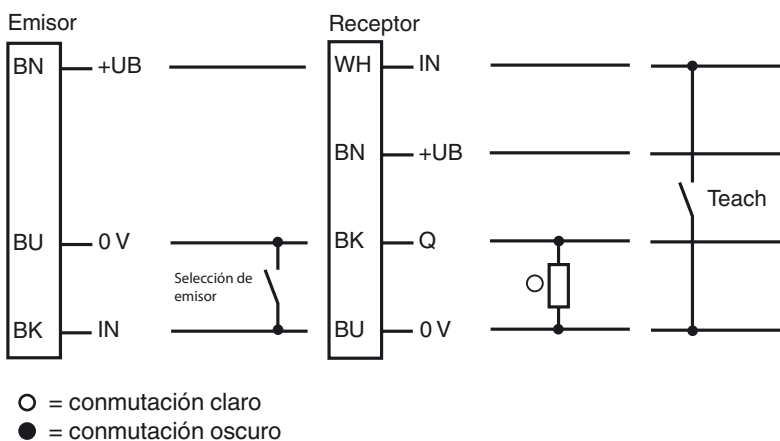 Emisor
BN +UB
BU 0 V
BK IN
Selección de
emisor
Receptor
WH IN
BN +UB
BK Q
BU 0 V
Teach
= conmutación claro
= conmutación oscuro